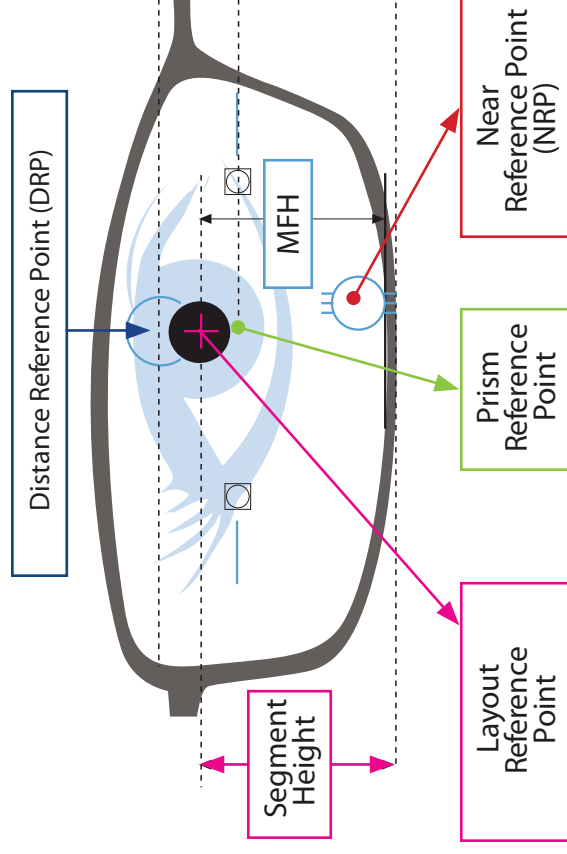 Distance Reference Point (DRP)
MFH
Segment
Height
Layout
Reference
Point
Prism
Reference
Point
Near
Reference Point
(NRP)